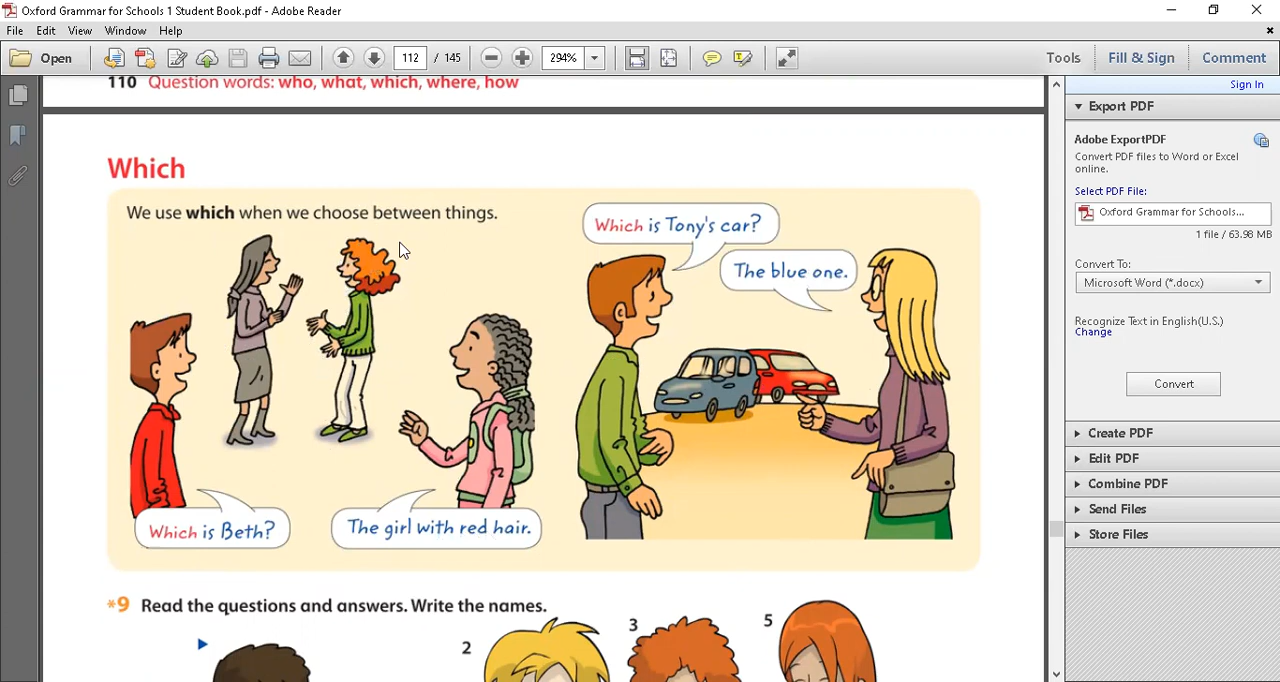 Oxford Grammar for Schools 1 Student Book.pdf - Adobe Reader
File Edit View Window Help
Open 112 / 145 294% Tools Fill & Sign Comment
Sign In
110 Question words: who, what, which, where, how
Which
We use which when we choose between things.
Which is Tony's car?
The blue one.
Which is Beth?
The girl with red hair.
*9 Read the questions and answers. Write the names.
2
3
5
Export PDF
Adobe ExportPDF
Convert PDF files to Word or Excel
online.
Select PDF File:
Oxford Grammar for Schools...
1 file / 63.98 MB
Convert To:
Microsoft Word (*.docx)
Recognize Text in English(U.S.)
Change
Convert
Create PDF
Edit PDF
Combine PDF
Send Files
Store Files